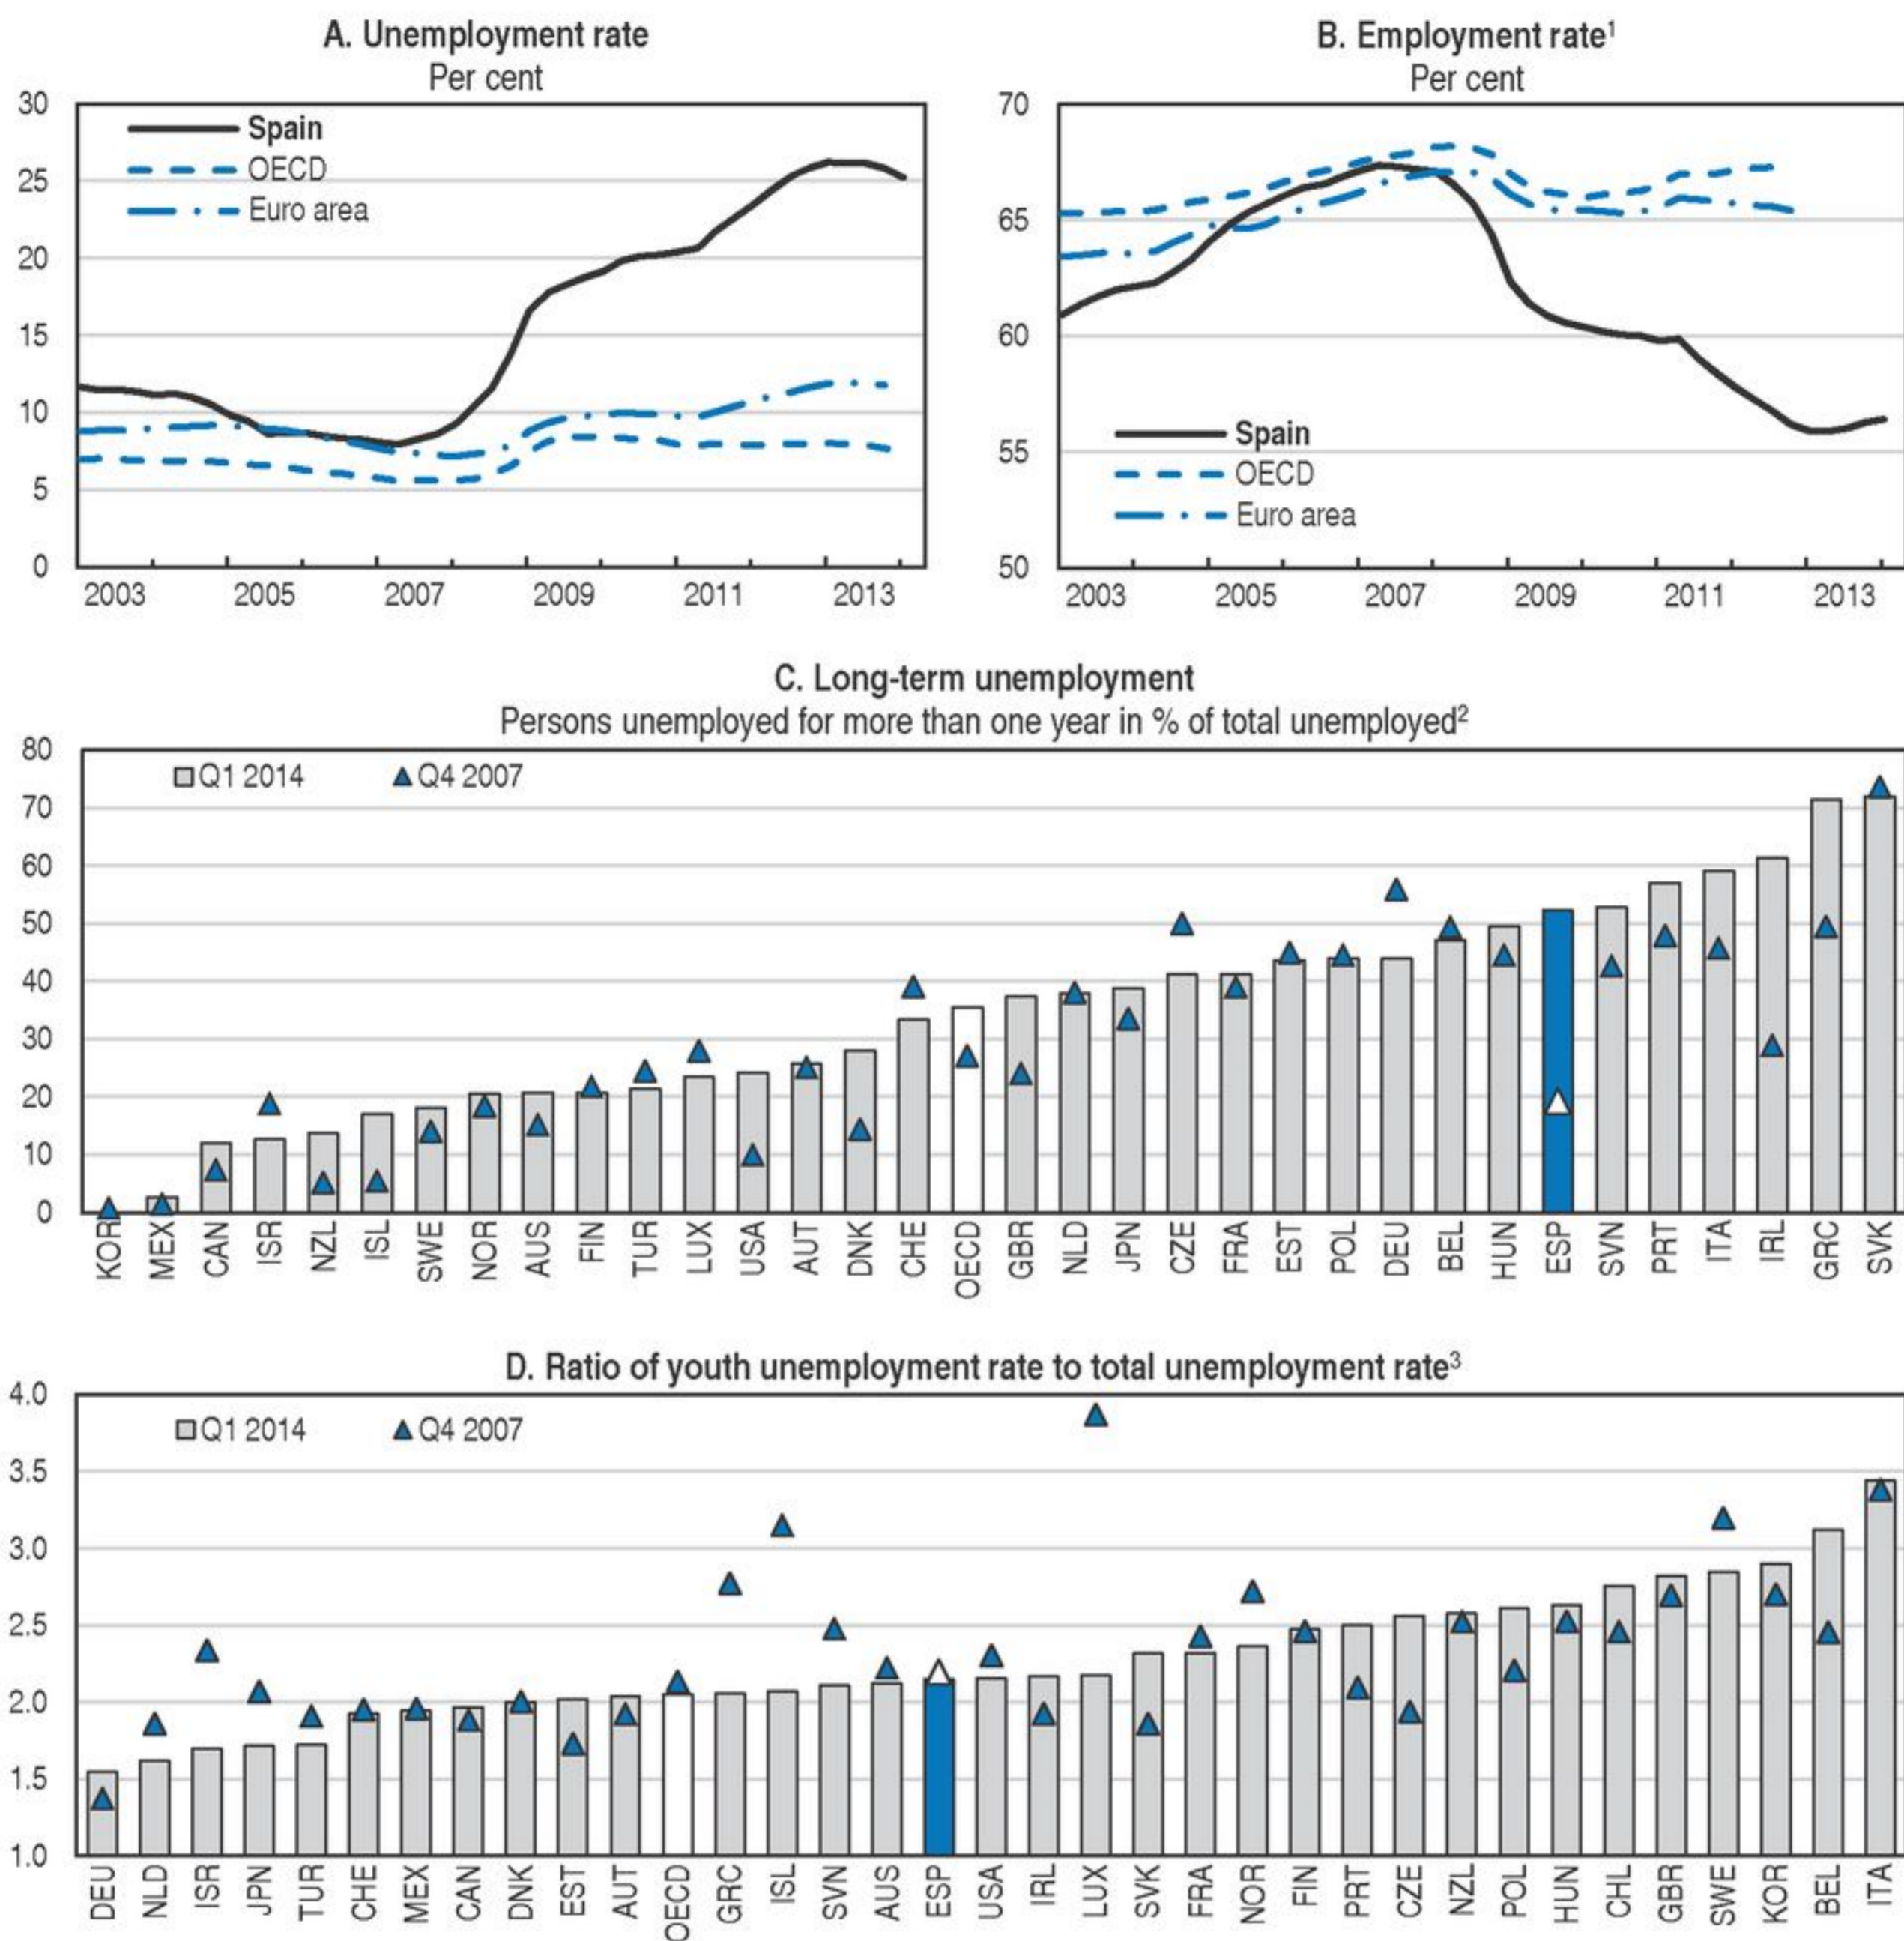 A. Unemployment rate
Per cent
30
25
20
15
10
5
0
Spain
OECD
Euro area
2003 2005 2007 2009 2011 2013
B. Employment rate¹
Per cent
70
65
60
55
50
Spain
OECD
Euro area
2003 2005 2007 2009 2011 2013
C. Long-term unemployment
Persons unemployed for more than one year in % of total unemployed²
80
70
60
50
40
30
20
10
0
Q1 2014 Q4 2007
KOR MEX CAN ISR NZL ISL SWE NOR AUS FIN TUR LUX USA AUT DNK CHE OECD GBR NLD JPN CZE FRA EST POL DEU BEL HUN ESP SVN PRT ITA IRL GRC SVK
D. Ratio of youth unemployment rate to total unemployment rate³
4.0
3.5
3.0
2.5
2.0
1.5
1.0
Q1 2014 Q4 2007
DEU NLD ISR JPN TUR CHE MEX CAN DNK EST AUT OECD GRC ISL SVN AUS ESP USA IRL LUX SVK FRA NOR FIN PRT CZE NZL POL HUN CHL GBR SWE KOR BEL ITA